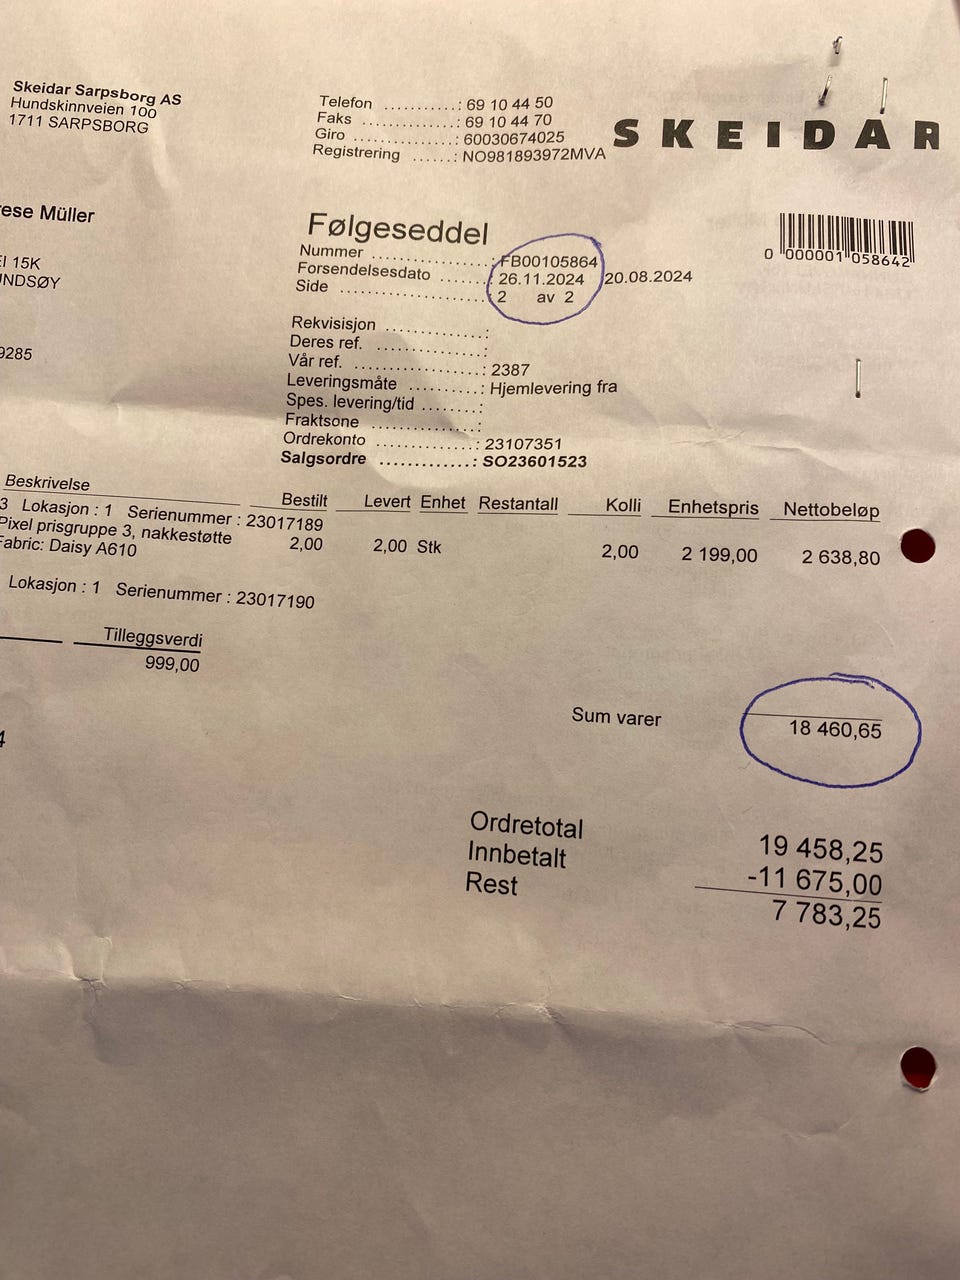 Skeidar Sarpsborg AS
Hundskinnveien 100
1711 SARPSBORG
Telefon ...........: 69 10 44 50
Faks ..............: 69 10 44 70
Giro ................: 60030674025
Registrering ......: NO981893972MVA
SKEIDAR
rese Müller
EI 15K
UNDSØY
9285
Følgeseddel
Nummer ..................: FB00105864
Forsendelsesdato .......: 26.11.2024 20.08.2024
Side .......................: 2 av 2
0 000001 058642
Rekvisisjon ................:
Deres ref. .................:
Vår ref. .....................: 2387
Leveringsmåte ...........: Hjemlevering fra
Spes. levering/tid ........:
Fraktsone .................:
Ordrekonto ................: 23107351
Salgsordre ...............: SO23601523
Beskrivelse Bestilt Levert Enhet Restantall Kolli Enhetspris Nettobeløp
3 Lokasjon : 1 Serienummer : 23017189
Pixel prisgruppe 3, nakkestøtte 2,00 2,00 Stk 2,00 2 199,00 2 638,80
Fabric: Daisy A610
Lokasjon : 1 Serienummer : 23017190
Tilleggsverdi
999,00
4
Sum varer 18 460,65
Ordretotal 19 458,25
Innbetalt -11 675,00
Rest 7 783,25